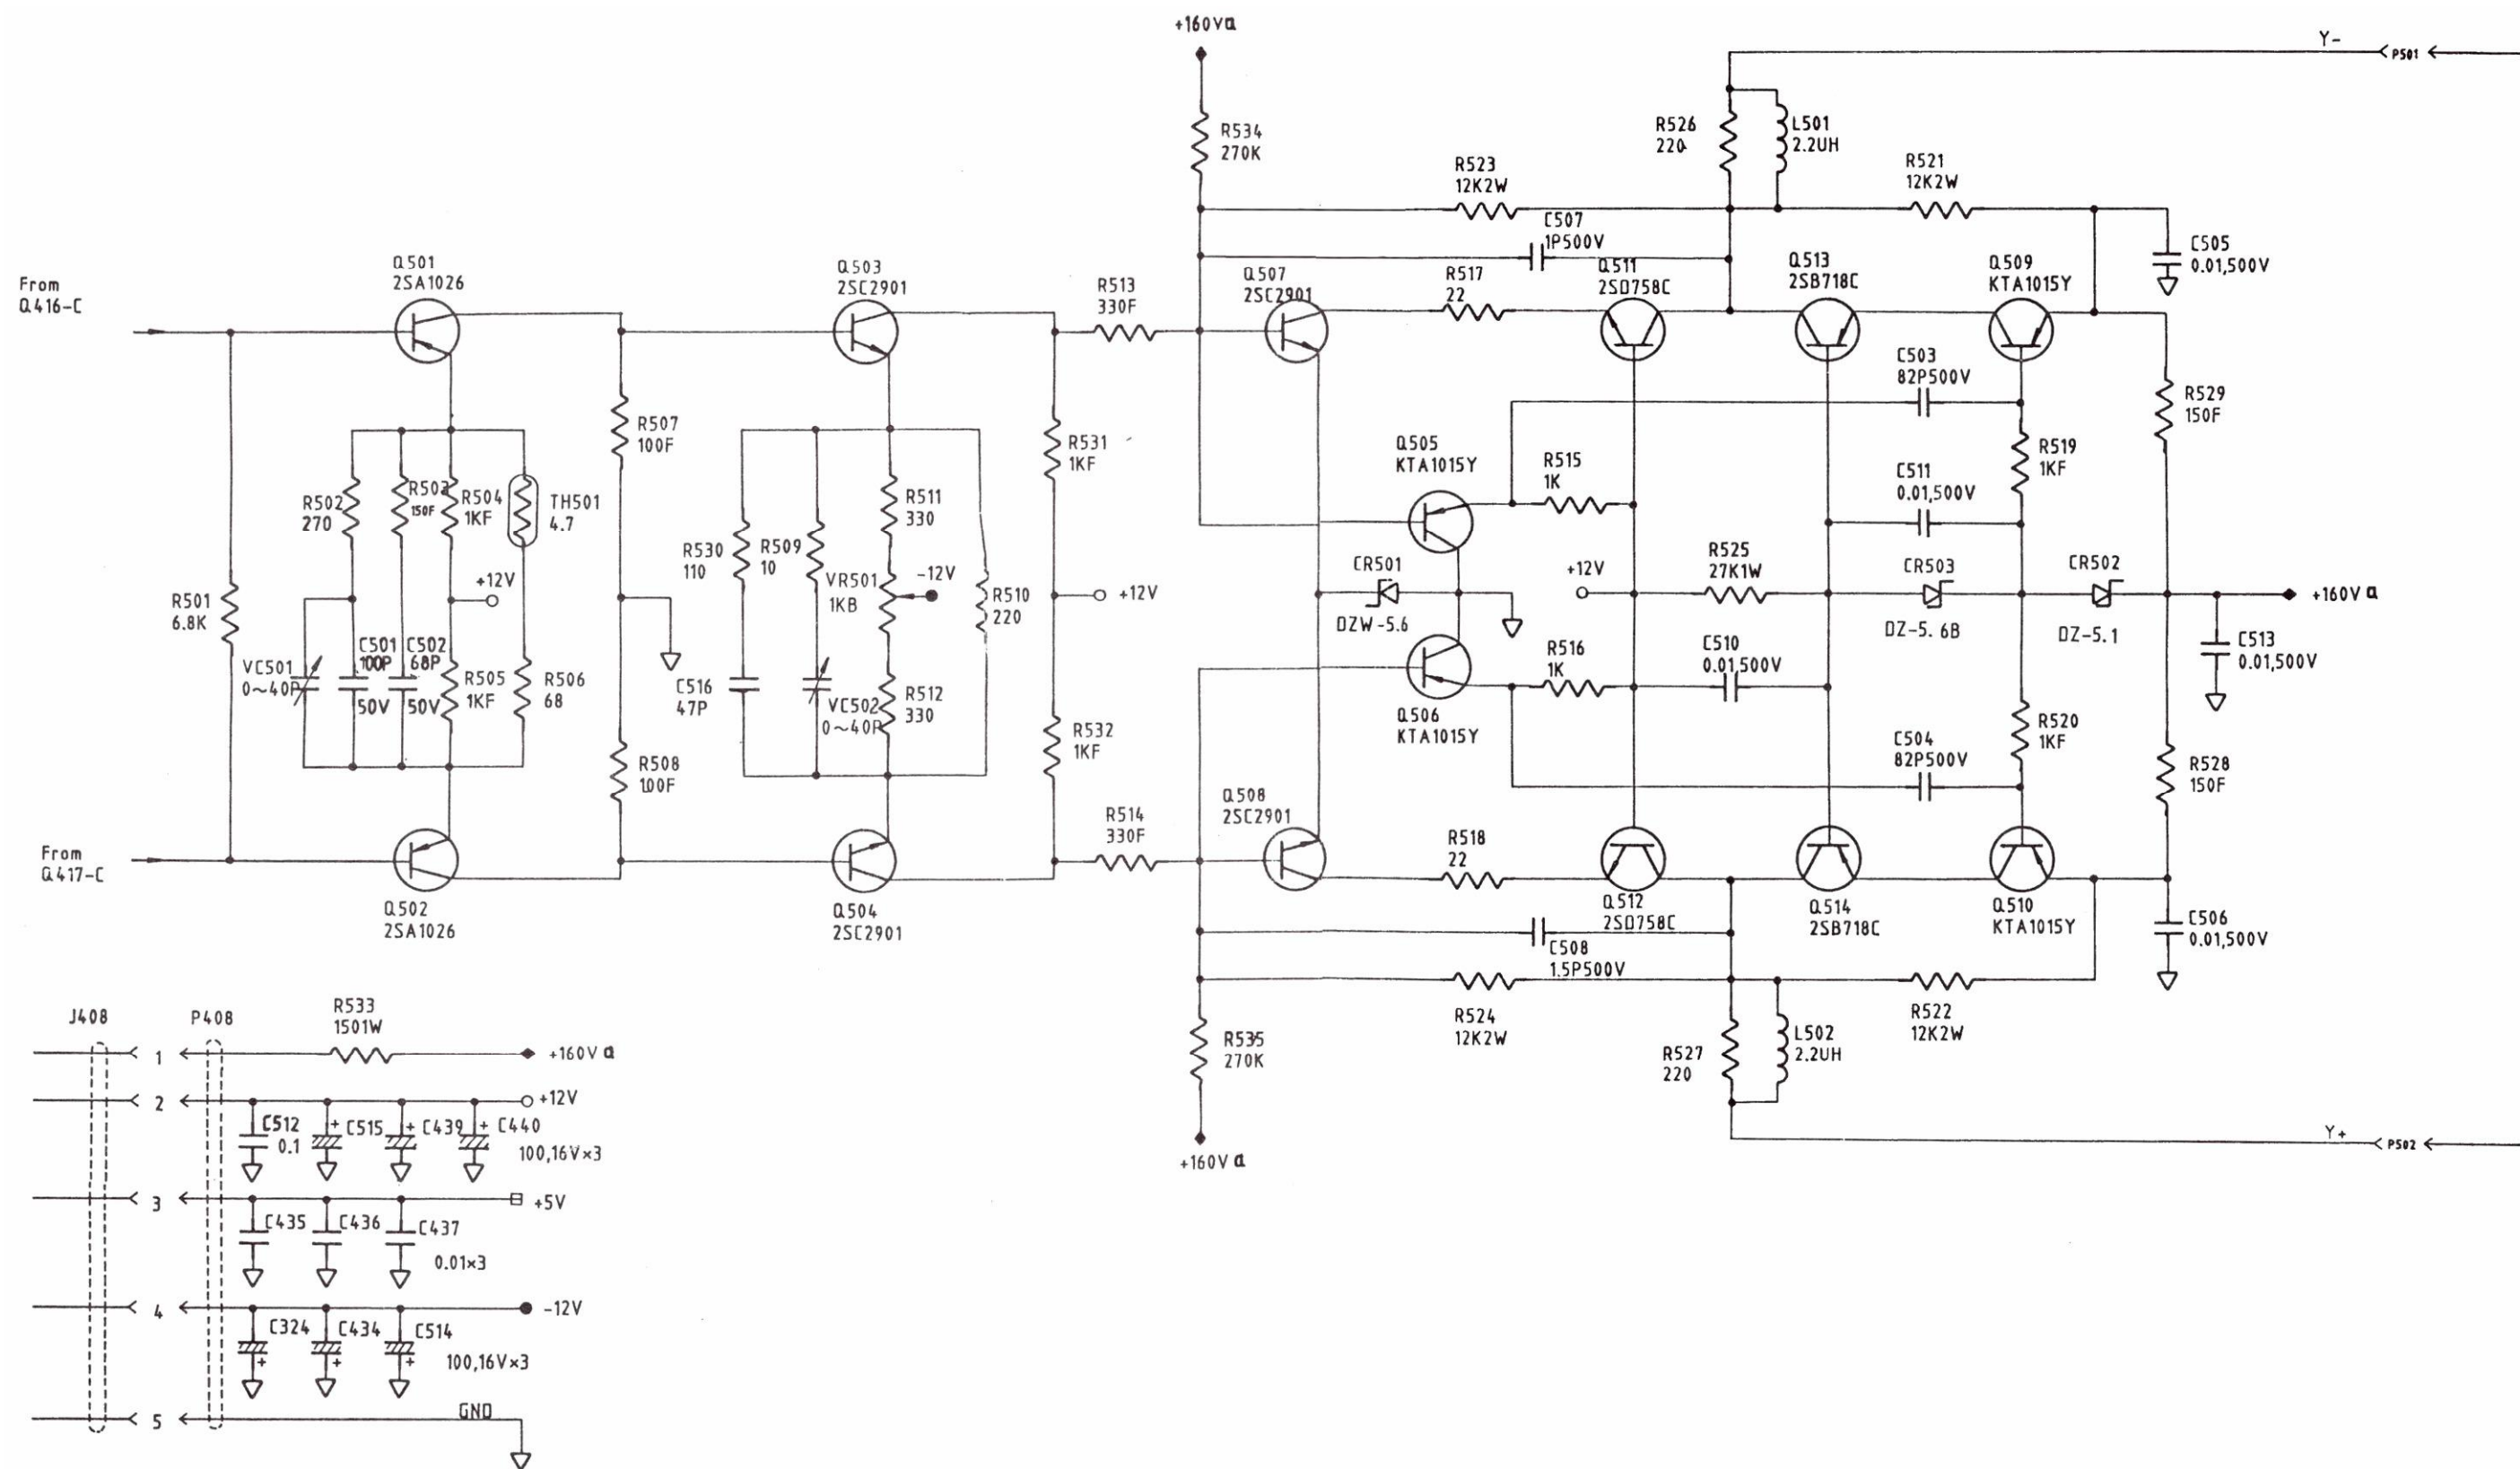 +160Va
Y-
P501
R534
270K
R526
220
L501
2.2UH
R523
12K2W
R521
12K2W
C507
1P500V
C505
0.01,500V
From
Q416-C
Q501
2SA1026
Q503
2SC2901
R513
330F
Q507
2SC2901
R517
22
Q511
2SD758C
Q513
2SB718C
Q509
KTA1015Y
C503
82P500V
R529
150F
R507
100F
R531
1KF
Q505
KTA1015Y
R515
1K
C511
0.01,500V
R519
1KF
R502
270
R503
150F
R504
1KF
TH501
4.7
R511
330
R530
110
R509
10
VR501
1KB
-12V
R510
220
+12V
+12V
CR501
DZW-5.6
+12V
R525
27K1W
CR503
DZ-5.6B
CR502
DZ-5.1
+160Va
R501
6.8K
VC501
0~40P
C501
100P
50V
C502
68P
50V
R505
1KF
R506
68
C516
47P
VC502
0~40P
R512
330
R532
1KF
R516
1K
C510
0.01,500V
C513
0.01,500V
Q506
KTA1015Y
R520
1KF
C504
82P500V
R508
100F
R528
150F
From
Q417-C
Q502
2SA1026
Q504
2SC2901
R514
330F
Q508
2SC2901
R518
22
Q512
2SD758C
Q514
2SB718C
Q510
KTA1015Y
C506
0.01,500V
C508
1.5P500V
R524
12K2W
R522
12K2W
R535
270K
R527
220
L502
2.2UH
+160Va
Y+
P502
J408
P408
R533
1501W
1
+160Va
2
+12V
C512
0.1
+
C515
+
C439
+
C440
100,16V×3
3
+5V
C435
C436
C437
0.01×3
4
-12V
C324
+
C434
+
C514
+
100,16V×3
5
GND